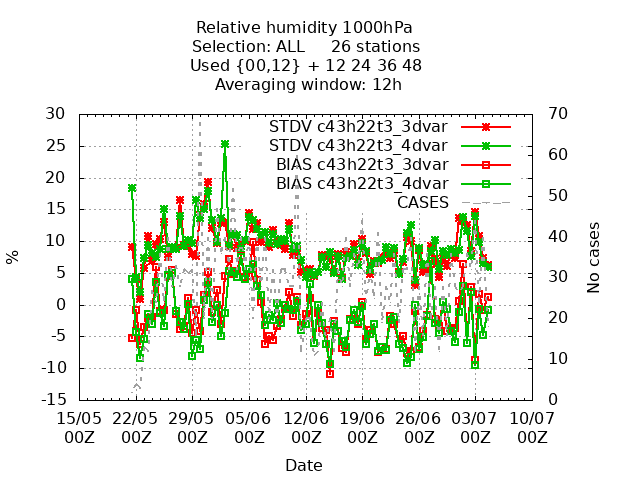 Relative humidity 1000hPa
Selection: ALL 26 stations
Used {00,12} + 12 24 36 48
Averaging window: 12h
STDV c43h22t3_3dvar
STDV c43h22t3_4dvar
BIAS c43h22t3_3dvar
BIAS c43h22t3_4dvar
CASES
30
25
20
15
10
5
0
-5
-10
-15
%
70
60
50
40
30
20
10
0
No cases
15/05 22/05 29/05 05/06 12/06 19/06 26/06 03/07 10/07
00Z 00Z 00Z 00Z 00Z 00Z 00Z 00Z 00Z
Date